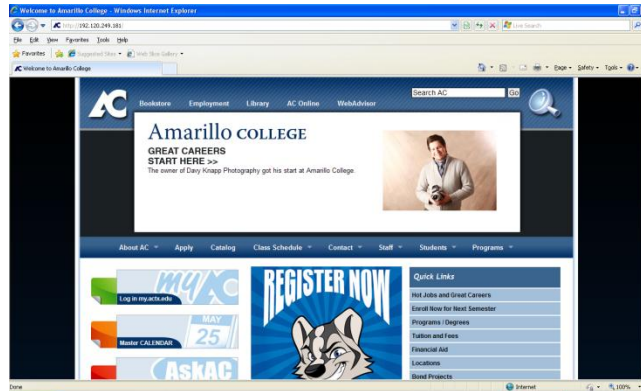 Welcome to Amarillo College - Windows Internet Explorer
http://192.120.249.181/
Live Search
File Edit View Favorites Tools Help
Favorites Suggested Sites Web Slice Gallery
Welcome to Amarillo College
Page Safety Tools
AC
Search AC Go
Bookstore Employment Library AC Online WebAdvisor
Amarillo COLLEGE
GREAT CAREERS
START HERE >>
The owner of Davy Knapp Photography got his start at Amarillo College.
About AC Apply Catalog Class Schedule Contact Staff Students Programs
myAC
Log in my.actx.edu
MAY
25
Master CALENDAR
AskAC
REGISTER NOW
Quick Links
Hot Jobs and Great Careers
Enroll Now for Next Semester
Programs / Degrees
Tuition and Fees
Financial Aid
Locations
Bond Projects
Done Internet 100%